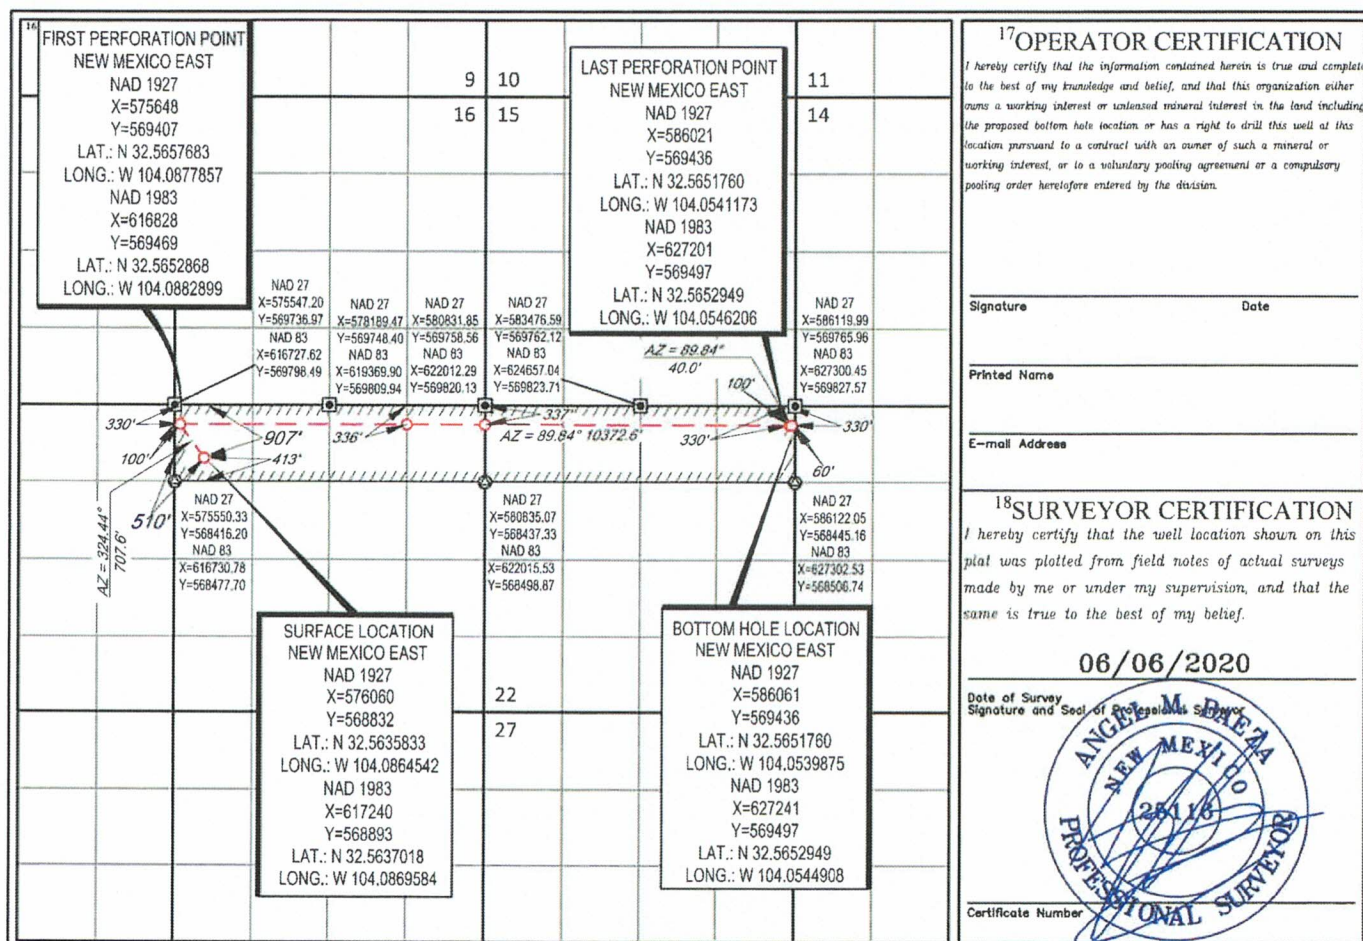 16
FIRST PERFORATION POINT
NEW MEXICO EAST
NAD 1927
X=575648
Y=569407
LAT.: N 32.5657683
LONG.: W 104.0877857
NAD 1983
X=616828
Y=569469
LAT.: N 32.5652868
LONG.: W 104.0882899
9 10
16 15
LAST PERFORATION POINT
NEW MEXICO EAST
NAD 1927
X=586021
Y=569436
LAT.: N 32.5651760
LONG.: W 104.0541173
NAD 1983
X=627201
Y=569497
LAT.: N 32.5652949
LONG.: W 104.0546206
11
14
NAD 27
X=575547.20
Y=569736.97
NAD 83
X=616727.62
Y=569798.49
NAD 27
X=578189.47
Y=569748.40
NAD 83
X=619369.90
Y=569809.94
NAD 27
X=580831.85
Y=569758.56
NAD 83
X=622012.29
Y=569820.13
NAD 27
X=583476.59
Y=569762.12
NAD 83
X=624657.04
Y=569823.71
AZ = 89.84°
40.0'
100'
NAD 27
X=586119.99
Y=569765.96
NAD 83
X=627300.45
Y=569827.57
330'
907'
336'
337'
AZ = 89.84° 10372.6'
330'
330'
100'
413'
60'
510'
AZ = 324.44°
707.6'
NAD 27
X=575550.33
Y=568416.20
NAD 83
X=616730.78
Y=568477.70
NAD 27
X=580835.07
Y=568437.33
NAD 83
X=622015.53
Y=568498.87
NAD 27
X=586122.05
Y=568445.16
NAD 83
X=627302.53
Y=568506.74
SURFACE LOCATION
NEW MEXICO EAST
NAD 1927
X=576060
Y=568832
LAT.: N 32.5635833
LONG.: W 104.0864542
NAD 1983
X=617240
Y=568893
LAT.: N 32.5637018
LONG.: W 104.0869584
22
27
BOTTOM HOLE LOCATION
NEW MEXICO EAST
NAD 1927
X=586061
Y=569436
LAT.: N 32.5651760
LONG.: W 104.0539875
NAD 1983
X=627241
Y=569497
LAT.: N 32.5652949
LONG.: W 104.0544908
17OPERATOR CERTIFICATION
I hereby certify that the information contained herein is true and complete
to the best of my knowledge and belief, and that this organization either
owns a working interest or unleased mineral interest in the land including
the proposed bottom hole location or has a right to drill this well at this
location pursuant to a contract with an owner of such a mineral or
working interest, or to a voluntary pooling agreement or a compulsory
pooling order heretofore entered by the division.
Signature Date
Printed Name
E-mail Address
18SURVEYOR CERTIFICATION
I hereby certify that the well location shown on this
plat was plotted from field notes of actual surveys
made by me or under my supervision, and that the
same is true to the best of my belief.
06/06/2020
Date of Survey
Signature and Seal of Professional Surveyor
ANGEL M. BAEZA
NEW MEXICO
25116
PROFESSIONAL SURVEYOR
Certificate Number